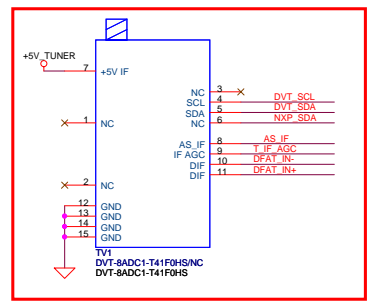 +5V_TUNER
7 +5V IF
NC 3
SCL 4 DVT_SCL
SDA 5 DVT_SDA
1 NC
NC 6 NXP_SDA
AS_IF 8 AS_IF
IF AGC 9 T_IF_AGC
DIF 10 DFAT_IN-
2 NC
DIF 11 DFAT_IN+
12 GND
13 GND
14 GND
15 GND
TV1
DVT-8ADC1-T41F0HS/NC
DVT-8ADC1-T41F0HS